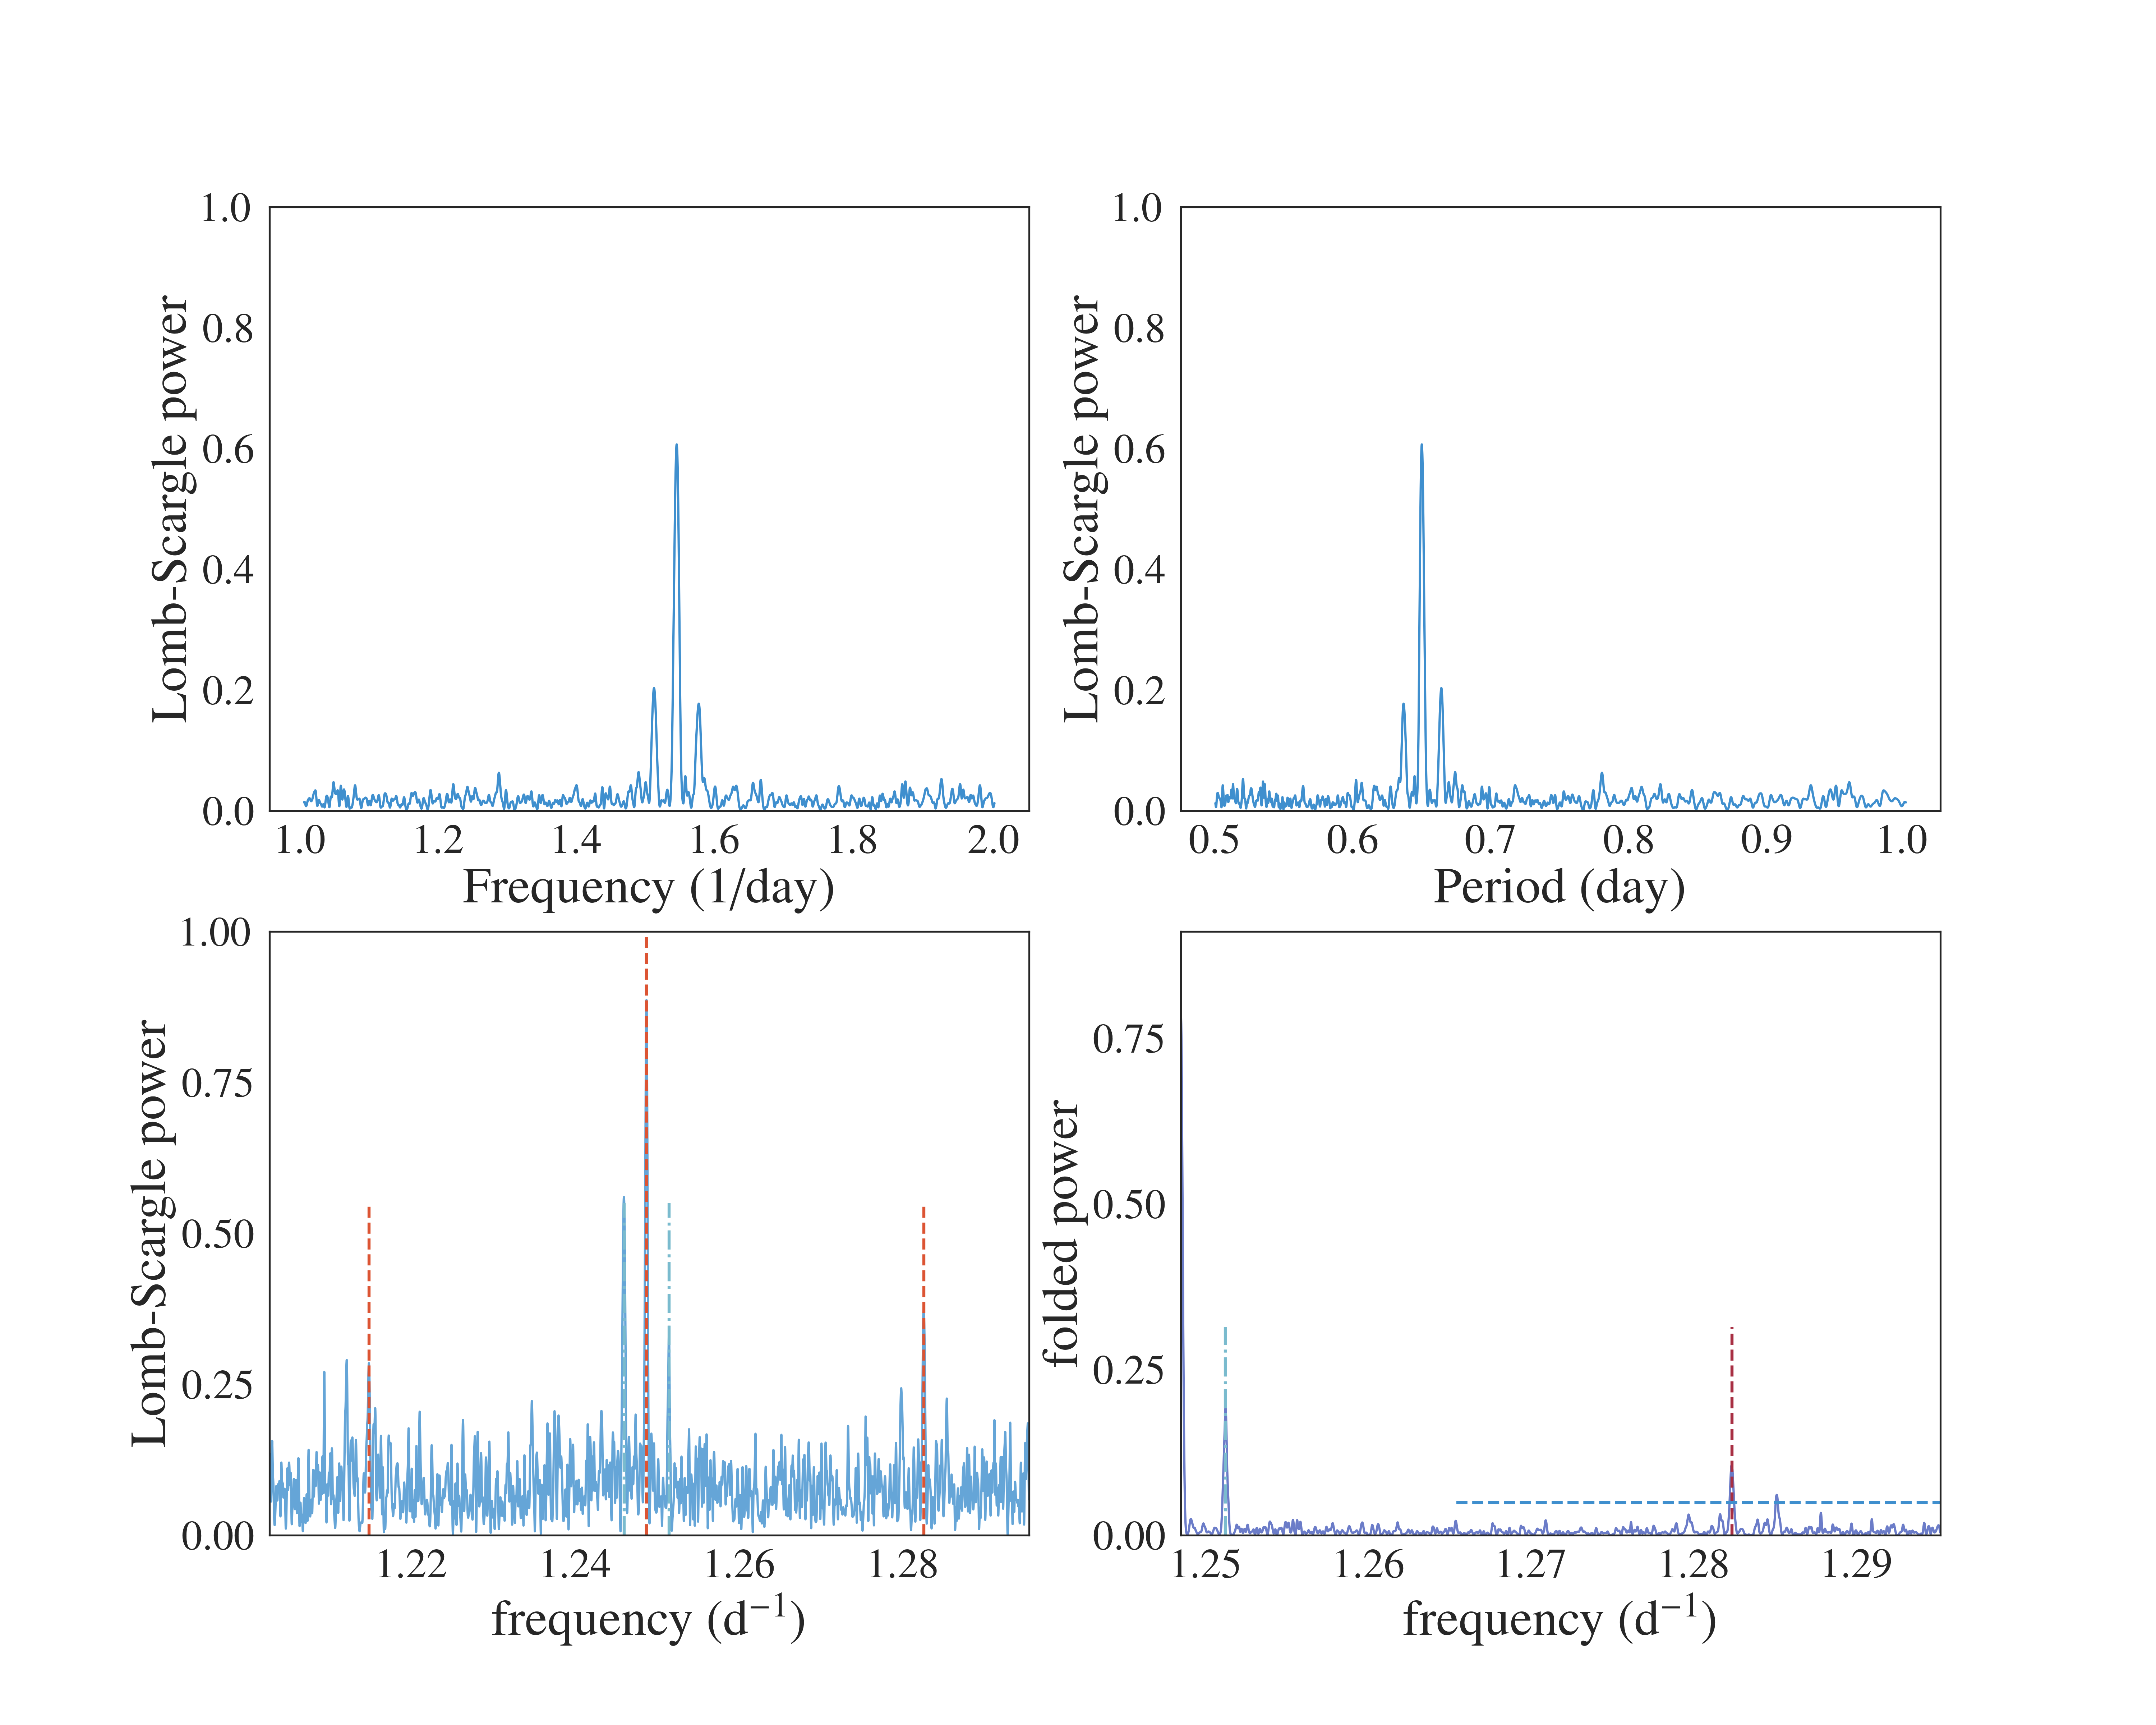 1.0
0.8
0.6
0.4
0.2
0.0
Lomb-Scargle power
1.0 1.2 1.4 1.6 1.8 2.0
Frequency (1/day)
1.0
0.8
0.6
0.4
0.2
0.0
Lomb-Scargle power
0.5 0.6 0.7 0.8 0.9 1.0
Period (day)
1.00
0.75
0.50
0.25
0.00
Lomb-Scargle power
1.22 1.24 1.26 1.28
frequency (d⁻¹)
0.75
0.50
0.25
0.00
folded power
1.25 1.26 1.27 1.28 1.29
frequency (d⁻¹)